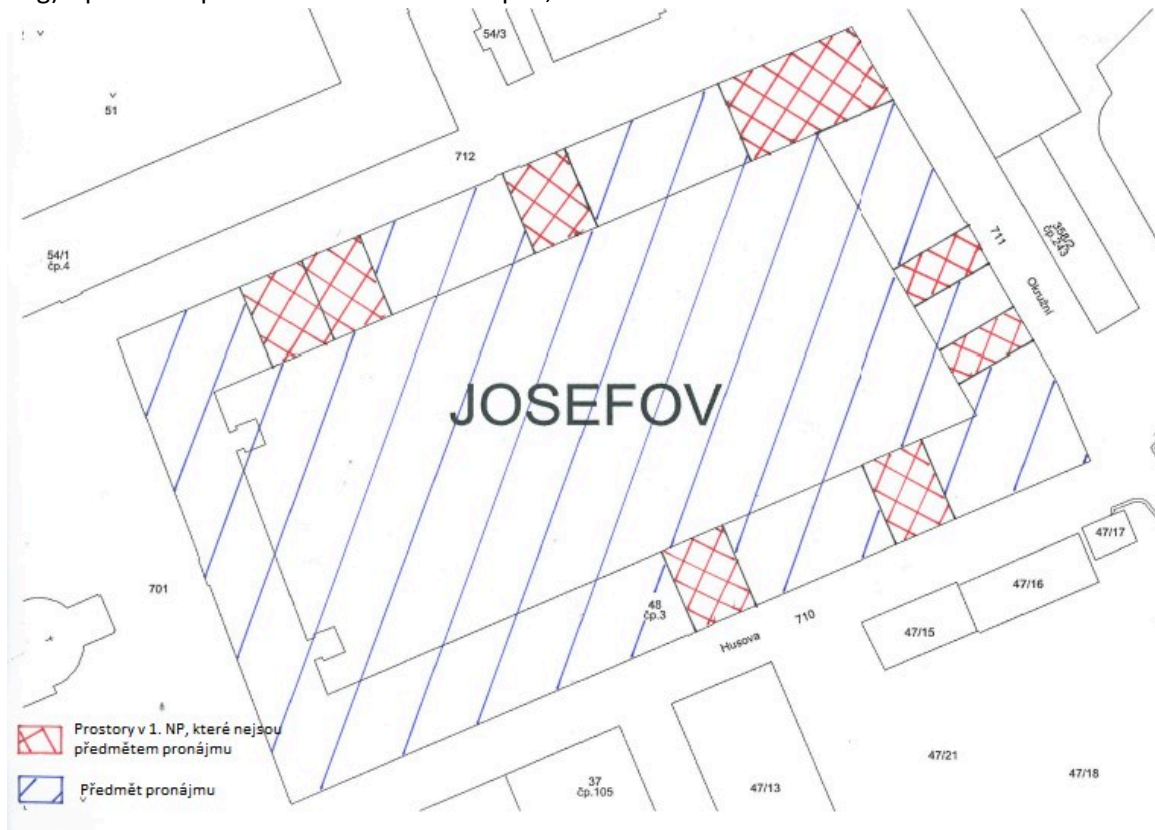 54/3
51
712
54/1
čp.4
711
358/2
čp.243
Okružní
JOSEFOV
701
48
čp.3
Husova
710
47/17
47/16
47/15
47/21
47/18
47/13
37
čp.105
Prostory v 1. NP, které nejsou
předmětem pronájmu
Předmět pronájmu